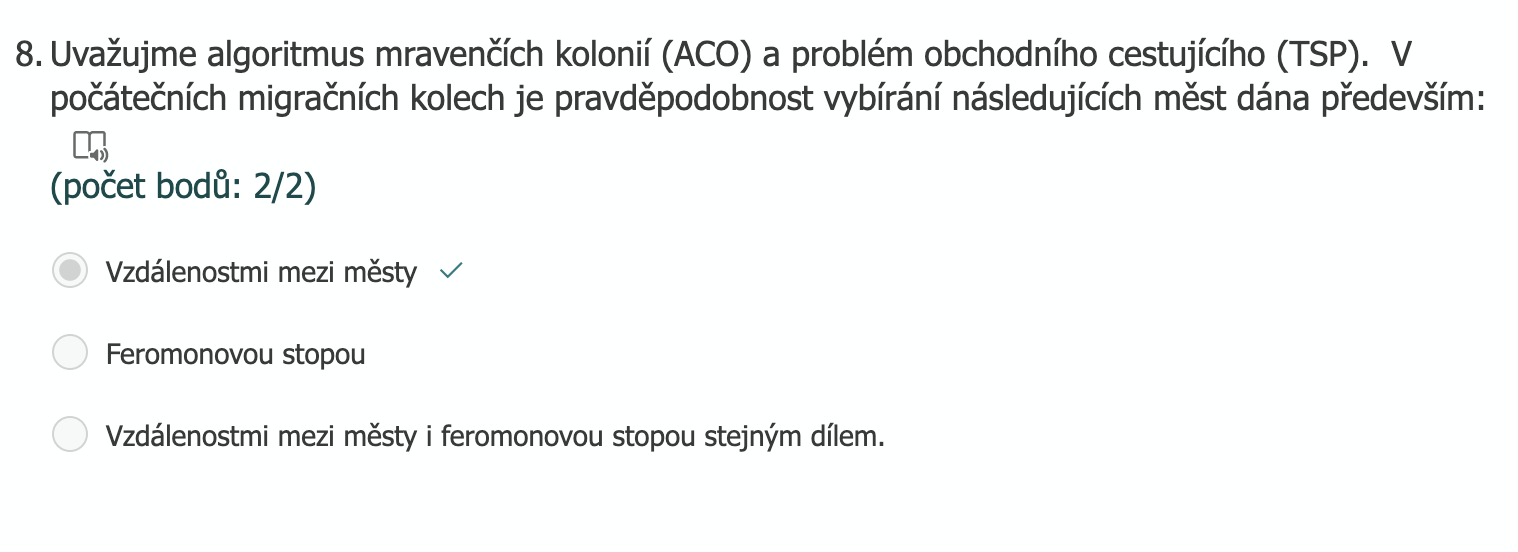 8. Uvažujme algoritmus mravenčích kolonií (ACO) a problém obchodního cestujícího (TSP). V
počátečních migračních kolech je pravděpodobnost vybírání následujících měst dána především:
(počet bodů: 2/2)
Vzdálenostmi mezi městy
Feromonovou stopou
Vzdálenostmi mezi městy i feromonovou stopou stejným dílem.